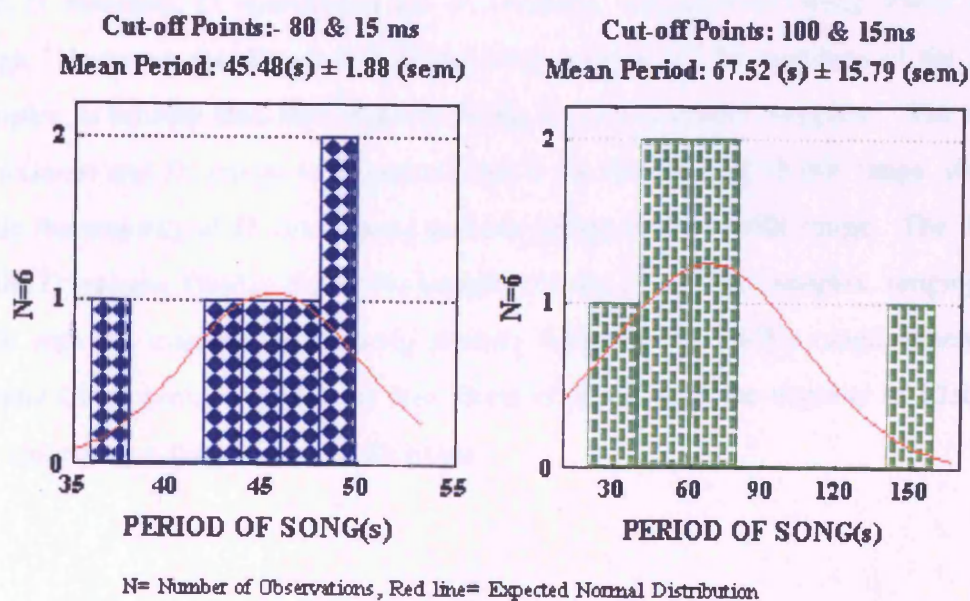 Cut-off Points:- 80 & 15 ms
Mean Period: 45.48(s) ± 1.88 (sem)
2
1
0
N=6
35 40 45 50 55
PERIOD OF SONG(s)
Cut-off Points: 100 & 15ms
Mean Period: 67.52 (s) ± 15.79 (sem)
2
1
0
N=6
30 60 90 120 150
PERIOD OF SONG(s)
N= Number of Observations, Red line= Expected Normal Distribution